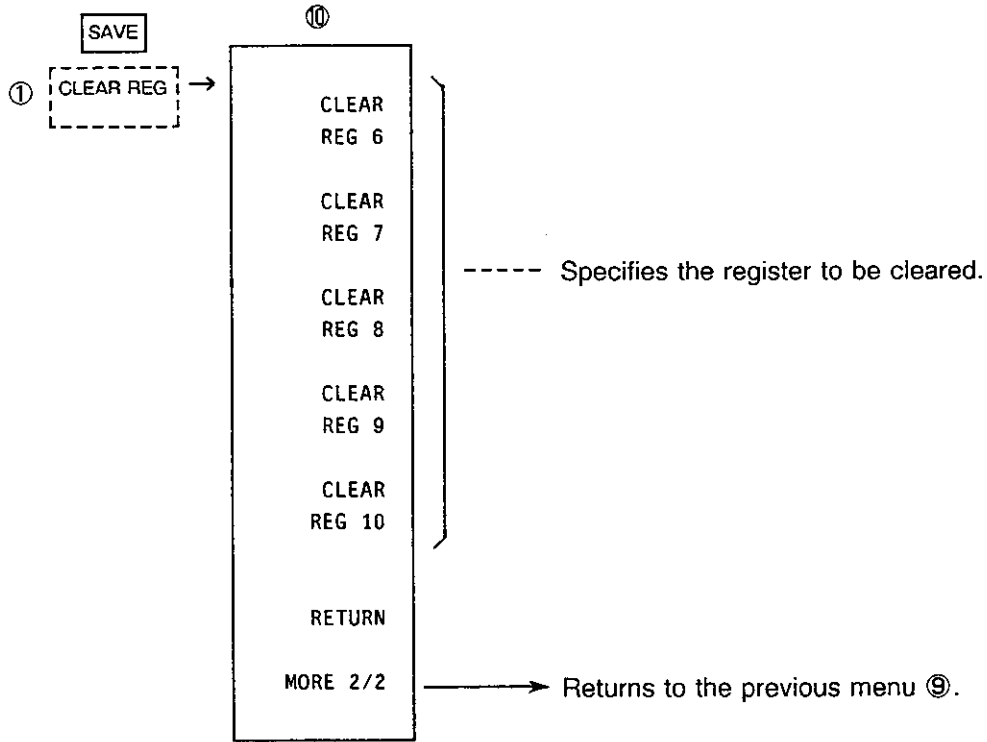 ⑩
SAVE
① CLEAR REG →
CLEAR
REG 6
CLEAR
REG 7
CLEAR
REG 8
CLEAR
REG 9
CLEAR
REG 10
----- Specifies the register to be cleared.
RETURN
MORE 2/2 → Returns to the previous menu ⑨.